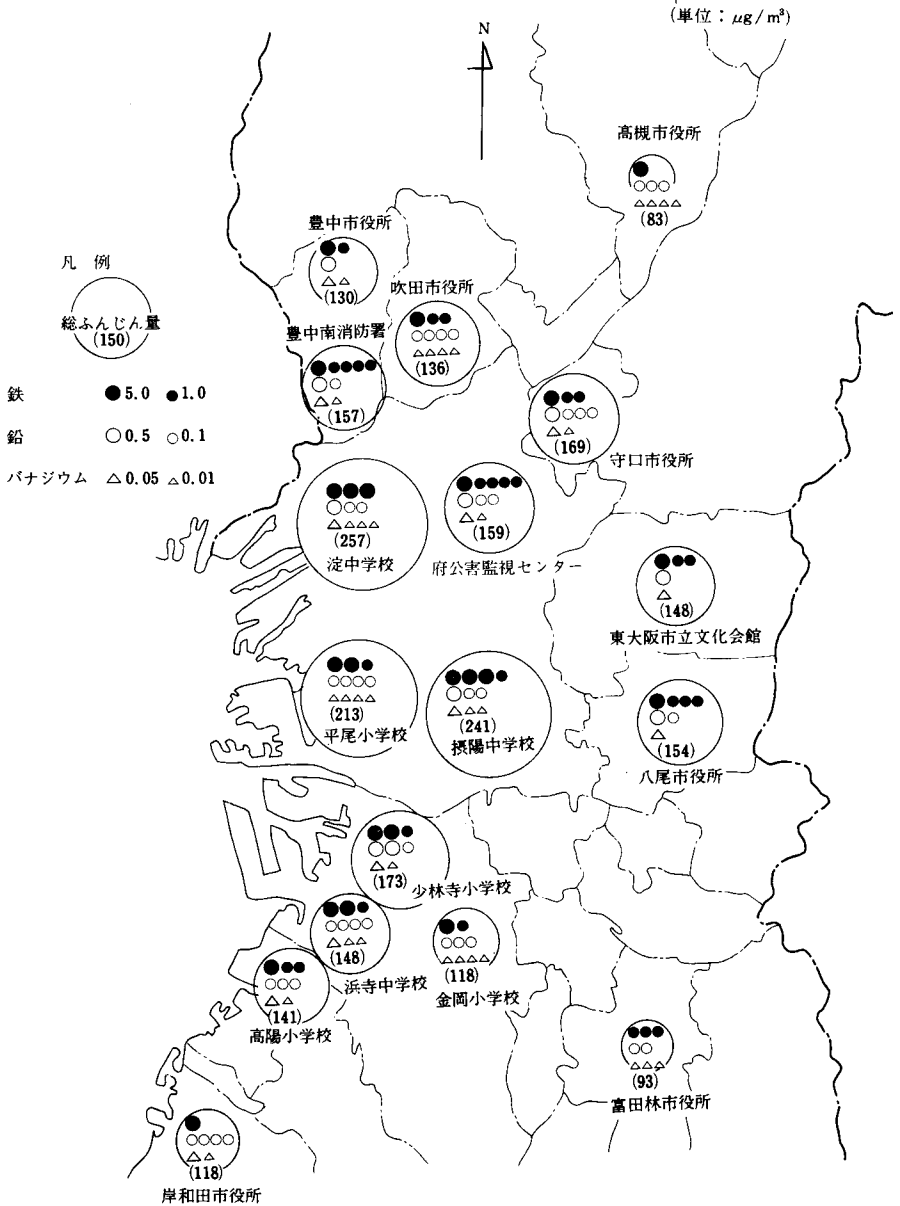 (単位：μg/m³)
N
高槻市役所
(83)
豊中市役所
(130)
凡 例
総ふんじん量
(150)
鉄 5.0 1.0
鉛 0.5 0.1
バナジウム 0.05 0.01
吹田市役所
(136)
豊中南消防署
(157)
(169)
守口市役所
(257)
淀中学校
(159)
府公害監視センター
(148)
東大阪市立文化会館
(213)
平尾小学校
(241)
摂陽中学校
(154)
八尾市役所
(173)
少林寺小学校
(148)
浜寺中学校
(118)
金岡小学校
(141)
高陽小学校
(93)
富田林市役所
(118)
岸和田市役所